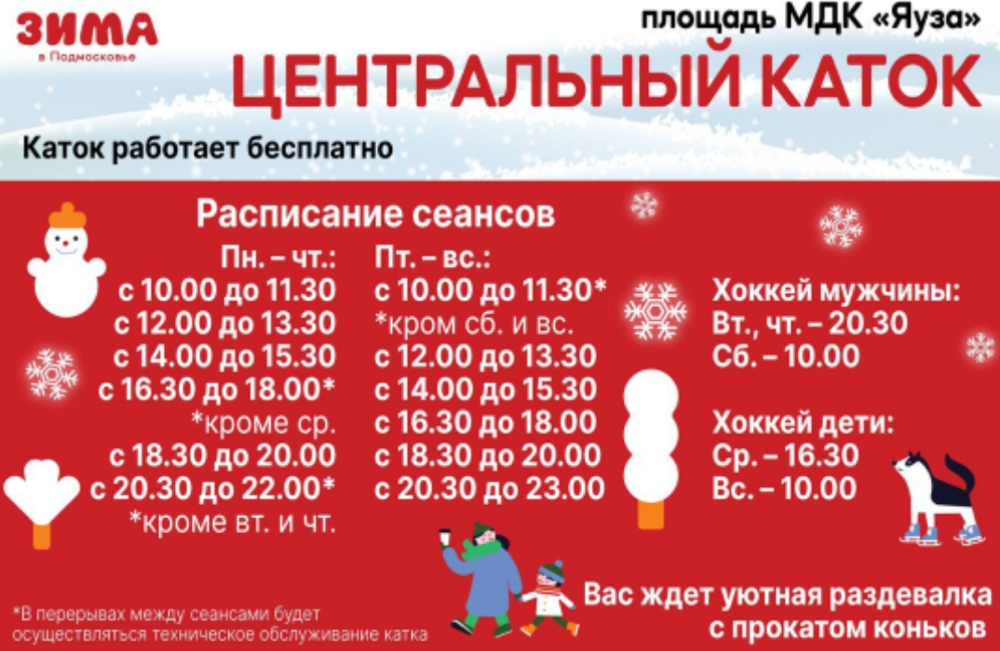 ЗИМА
в Подмосковье
площадь МДК «Яуза»
ЦЕНТРАЛЬНЫЙ КАТОК
Каток работает бесплатно
Расписание сеансов
Пн. – чт.:
с 10.00 до 11.30
с 12.00 до 13.30
с 14.00 до 15.30
с 16.30 до 18.00*
*кроме ср.
с 18.30 до 20.00
с 20.30 до 22.00*
*кроме вт. и чт.
Пт. – вс.:
с 10.00 до 11.30*
*кром сб. и вс.
с 12.00 до 13.30
с 14.00 до 15.30
с 16.30 до 18.00
с 18.30 до 20.00
с 20.30 до 23.00
Хоккей мужчины:
Вт., чт. – 20.30
Сб. – 10.00
Хоккей дети:
Ср. – 16.30
Вс. – 10.00
Вас ждет уютная раздевалка
с прокатом коньков
*В перерывах между сеансами будет
осуществляться техническое обслуживание катка